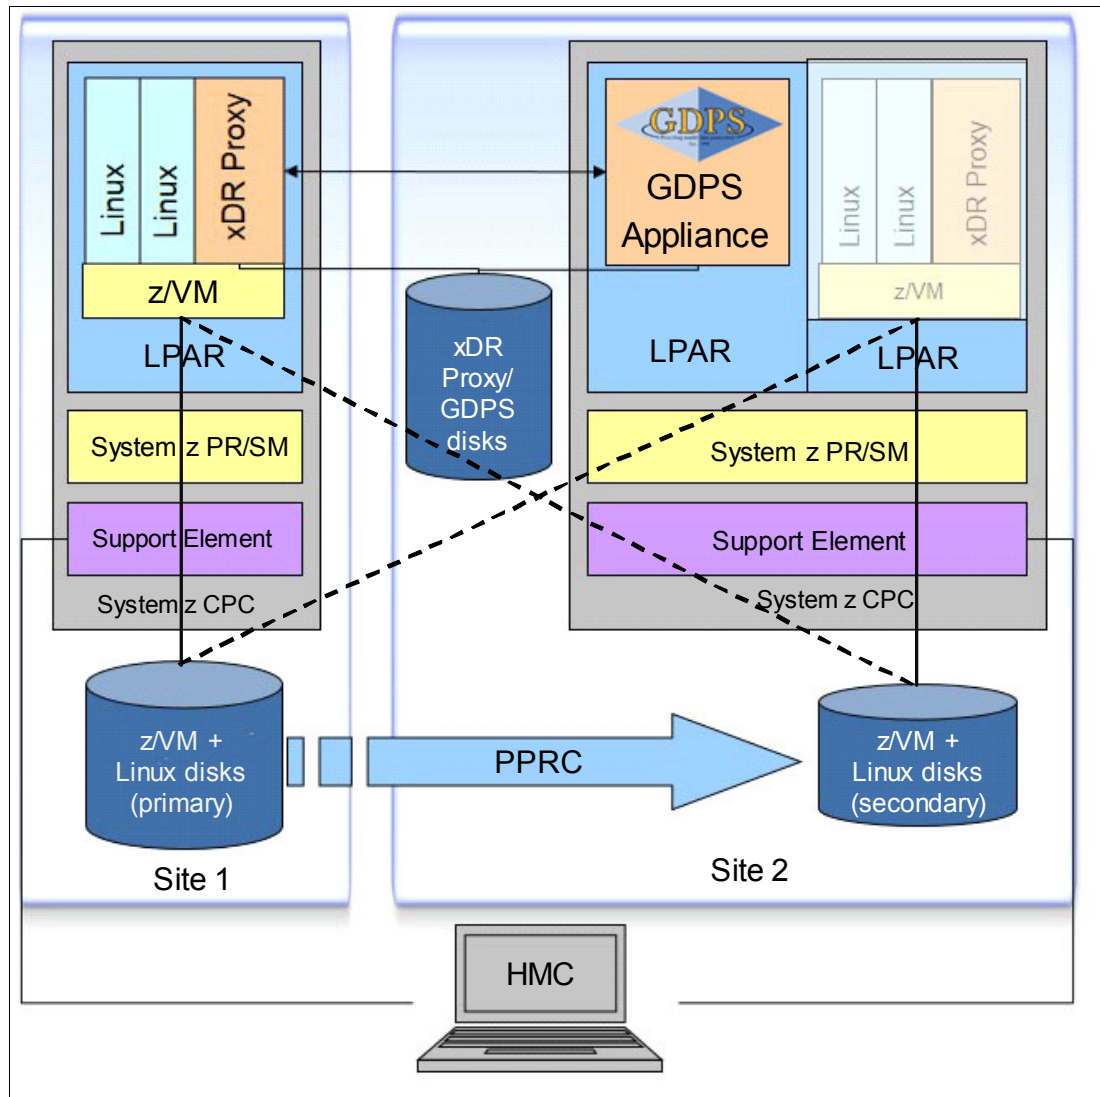 Linux
Linux
xDR Proxy
z/VM
LPAR
System z PR/SM
Support Element
System z CPC
z/VM +
Linux disks
(primary)
Site 1
xDR
Proxy/
GDPS
disks
GDPS
GDPS
Appliance
LPAR
Linux
Linux
xDR Proxy
z/VM
LPAR
System z PR/SM
Support Element
System z CPC
PPRC
z/VM +
Linux disks
(secondary)
Site 2
HMC